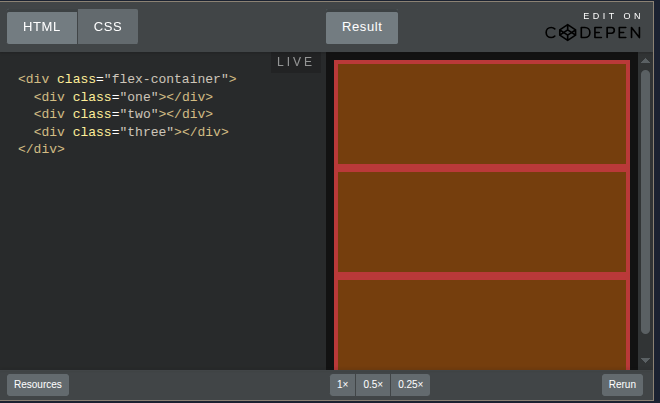 HTML CSS Result EDIT ON
CODEPEN
LIVE
<div class="flex-container">
  <div class="one"></div>
  <div class="two"></div>
  <div class="three"></div>
</div>
Resources 1× 0.5× 0.25× Rerun